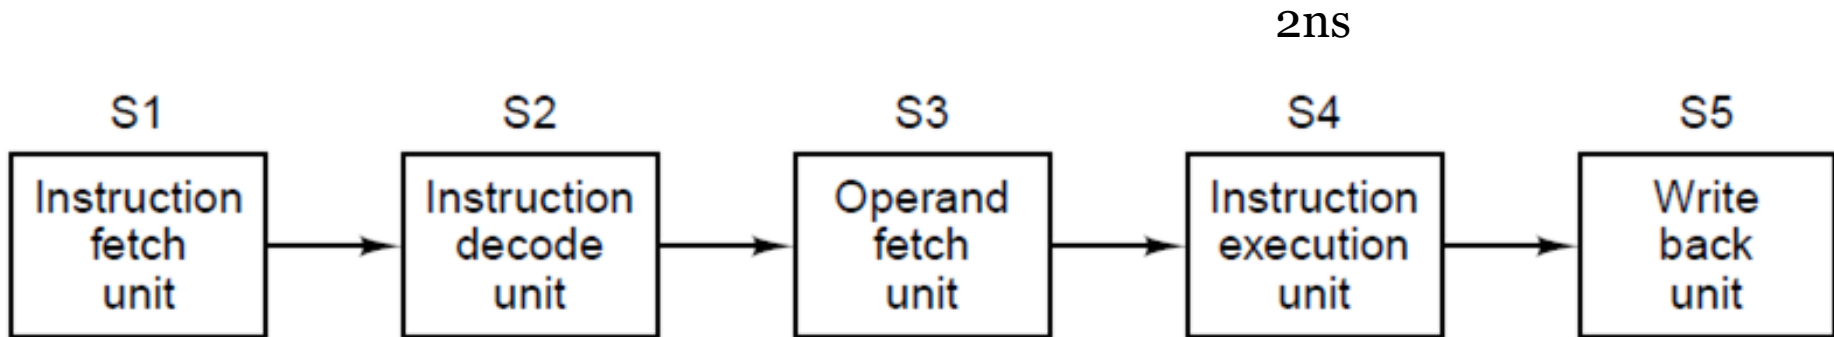 2ns
S1
S2
S3
S4
S5
Instruction
fetch
unit
Instruction
decode
unit
Operand
fetch
unit
Instruction
execution
unit
Write
back
unit